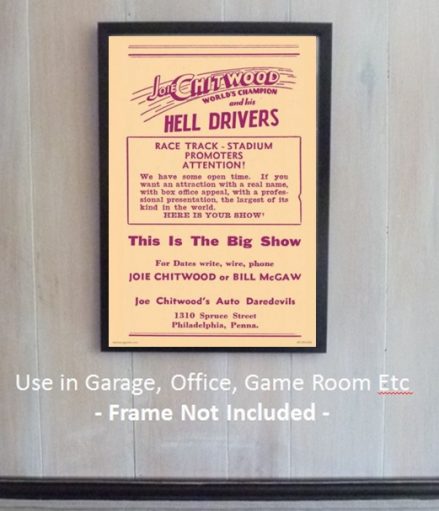 Joie CHITWOOD
WORLD'S CHAMPION
and his
HELL DRIVERS
RACE TRACK - STADIUM
PROMOTERS
ATTENTION!
We have some open time. If you
want an attraction with a real name,
with box office appeal, with a profes-
sional presentation, the largest of its
kind in the world.
HERE IS YOUR SHOW!
This Is The Big Show
For Dates write, wire, phone
JOIE CHITWOOD or BILL McGAW
Joe Chitwood's Auto Daredevils
1310 Spruce Street
Philadelphia, Penna.
Use in Garage, Office, Game Room Etc
- Frame Not Included -